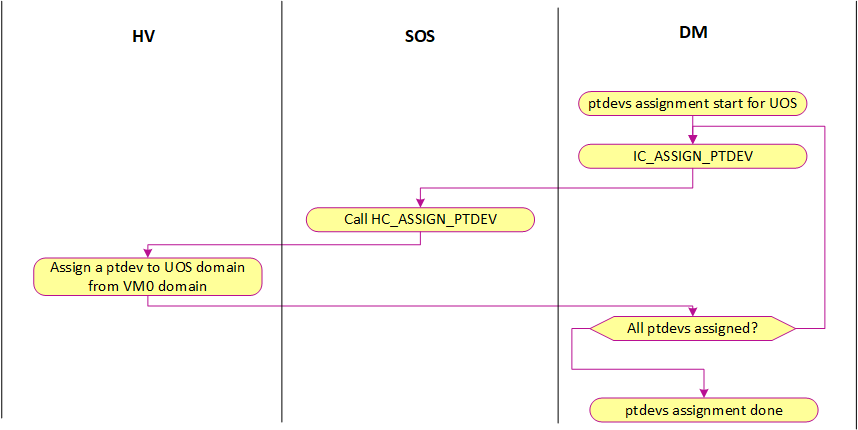 HV
SOS
DM
ptdevs assignment start for UOS
IC_ASSIGN_PTDEV
Call HC_ASSIGN_PTDEV
Assign a ptdev to UOS domain
from VM0 domain
All ptdevs assigned?
ptdevs assignment done